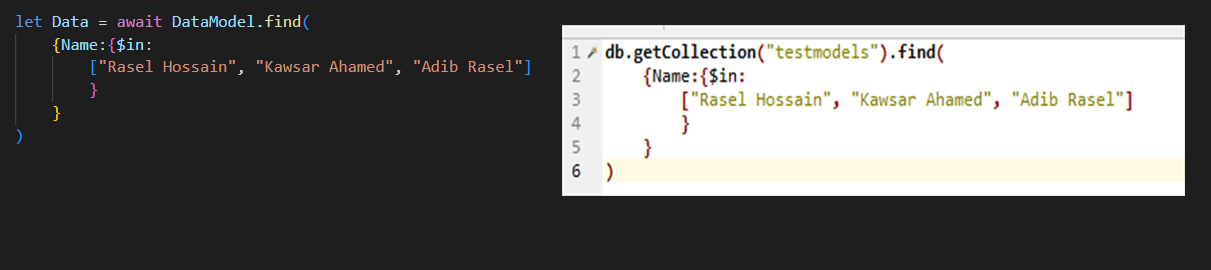 let Data = await DataModel.find(
{Name:{$in:
["Rasel Hossain", "Kawsar Ahamed", "Adib Rasel"]
}
}
)
1 db.getCollection("testmodels").find(
2 {Name:{$in:
3 ["Rasel Hossain", "Kawsar Ahamed", "Adib Rasel"]
4 }
5 }
6 )